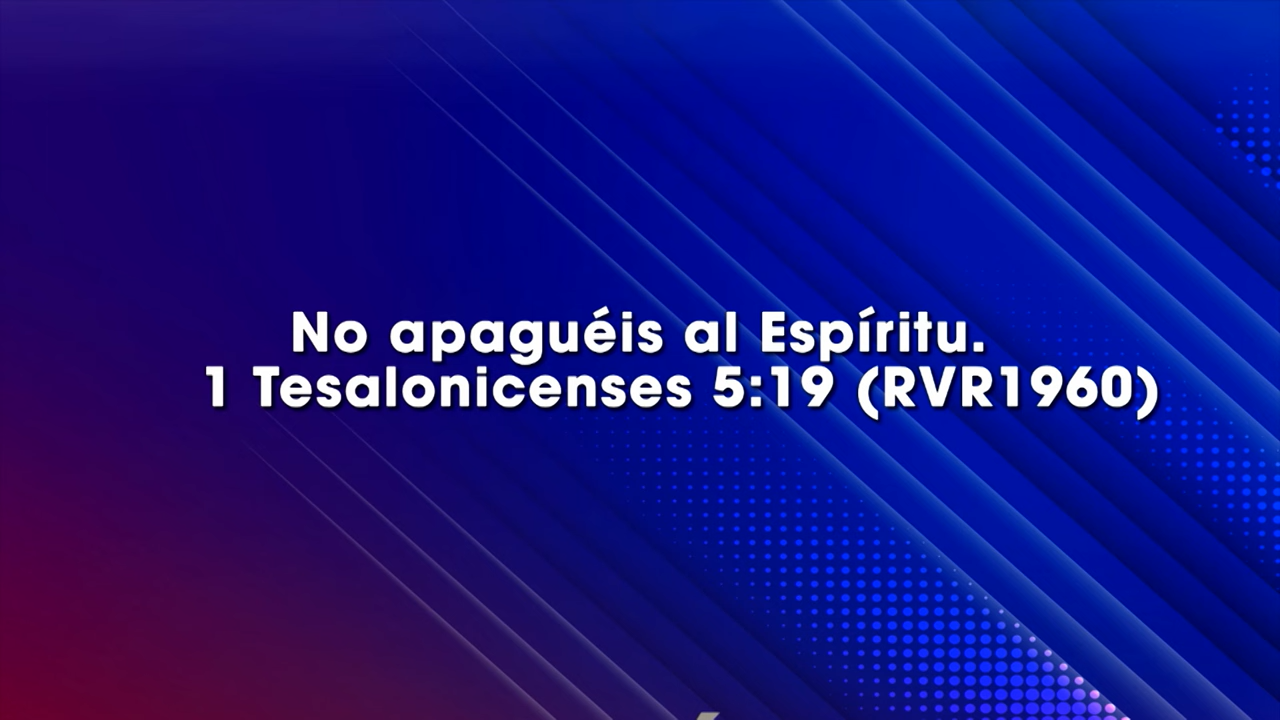 No apaguéis al Espíritu.
1 Tesalonicenses 5:19 (RVR1960)